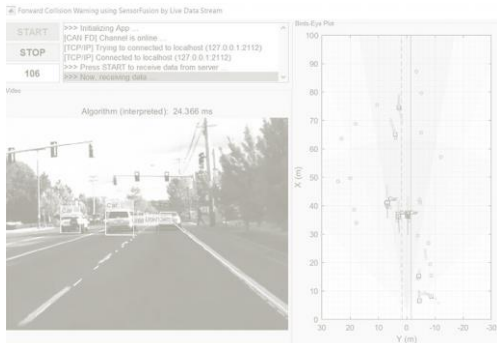 Forward Collision Warning using SensorFusion by Live Data Stream
START
STOP
106
>>> Initializing App ...
[CAN FD] Channel is online ...
[TCP/IP] Trying to connected to localhost (127.0.0.1:2112)
[TCP/IP] Connected to localhost (127.0.0.1:2112)
>>> Press START to receive data from server ...
>>> Now receiving data ...
Video
Algorithm (interpreted): 24.366 ms
Birds-Eye Plot
100
90
80
70
60
50
40
30
20
10
0
X (m)
30 20 10 0 -10 -20 -30
Y (m)